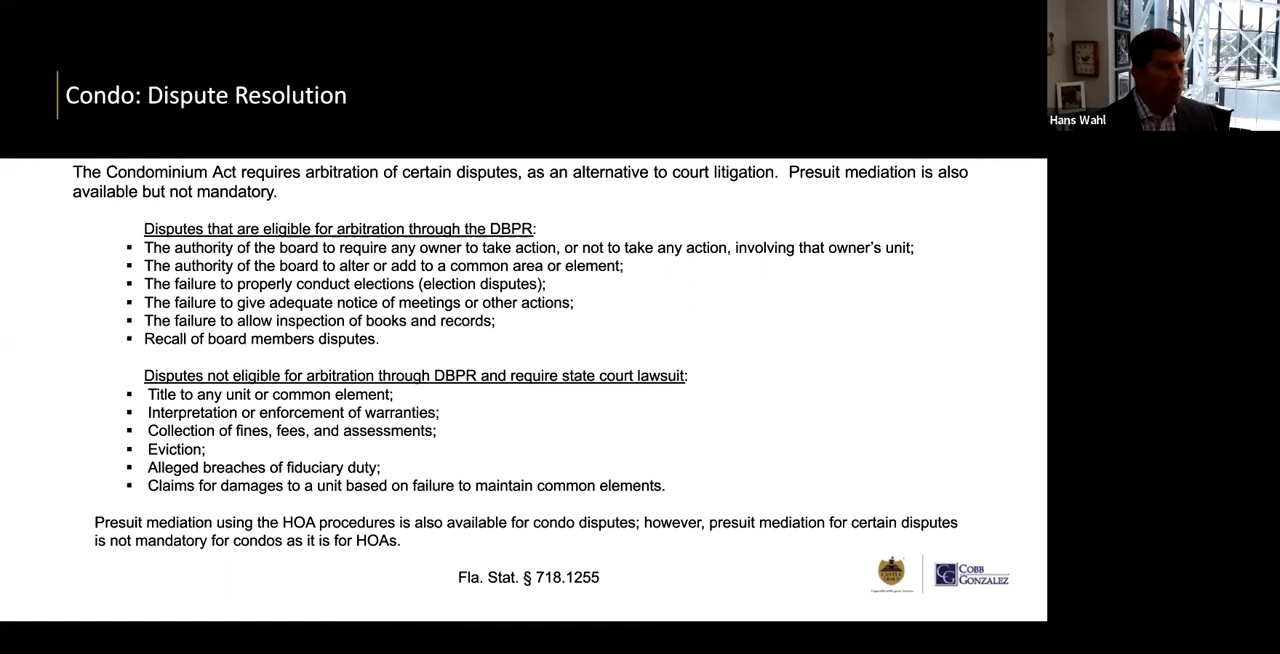 Condo: Dispute Resolution
Hans Wahl
The Condominium Act requires arbitration of certain disputes, as an alternative to court litigation.  Presuit mediation is also
available but not mandatory.
Disputes that are eligible for arbitration through the DBPR:
▪ The authority of the board to require any owner to take action, or not to take any action, involving that owner's unit;
▪ The authority of the board to alter or add to a common area or element;
▪ The failure to properly conduct elections (election disputes);
▪ The failure to give adequate notice of meetings or other actions;
▪ The failure to allow inspection of books and records;
▪ Recall of board members disputes.
Disputes not eligible for arbitration through DBPR and require state court lawsuit:
▪ Title to any unit or common element;
▪ Interpretation or enforcement of warranties;
▪ Collection of fines, fees, and assessments;
▪ Eviction;
▪ Alleged breaches of fiduciary duty;
▪ Claims for damages to a unit based on failure to maintain common elements.
Presuit mediation using the HOA procedures is also available for condo disputes; however, presuit mediation for certain disputes
is not mandatory for condos as it is for HOAs.
Fla. Stat. § 718.1255
CASTLE
GROUP
CG
COBB
GONZALEZ